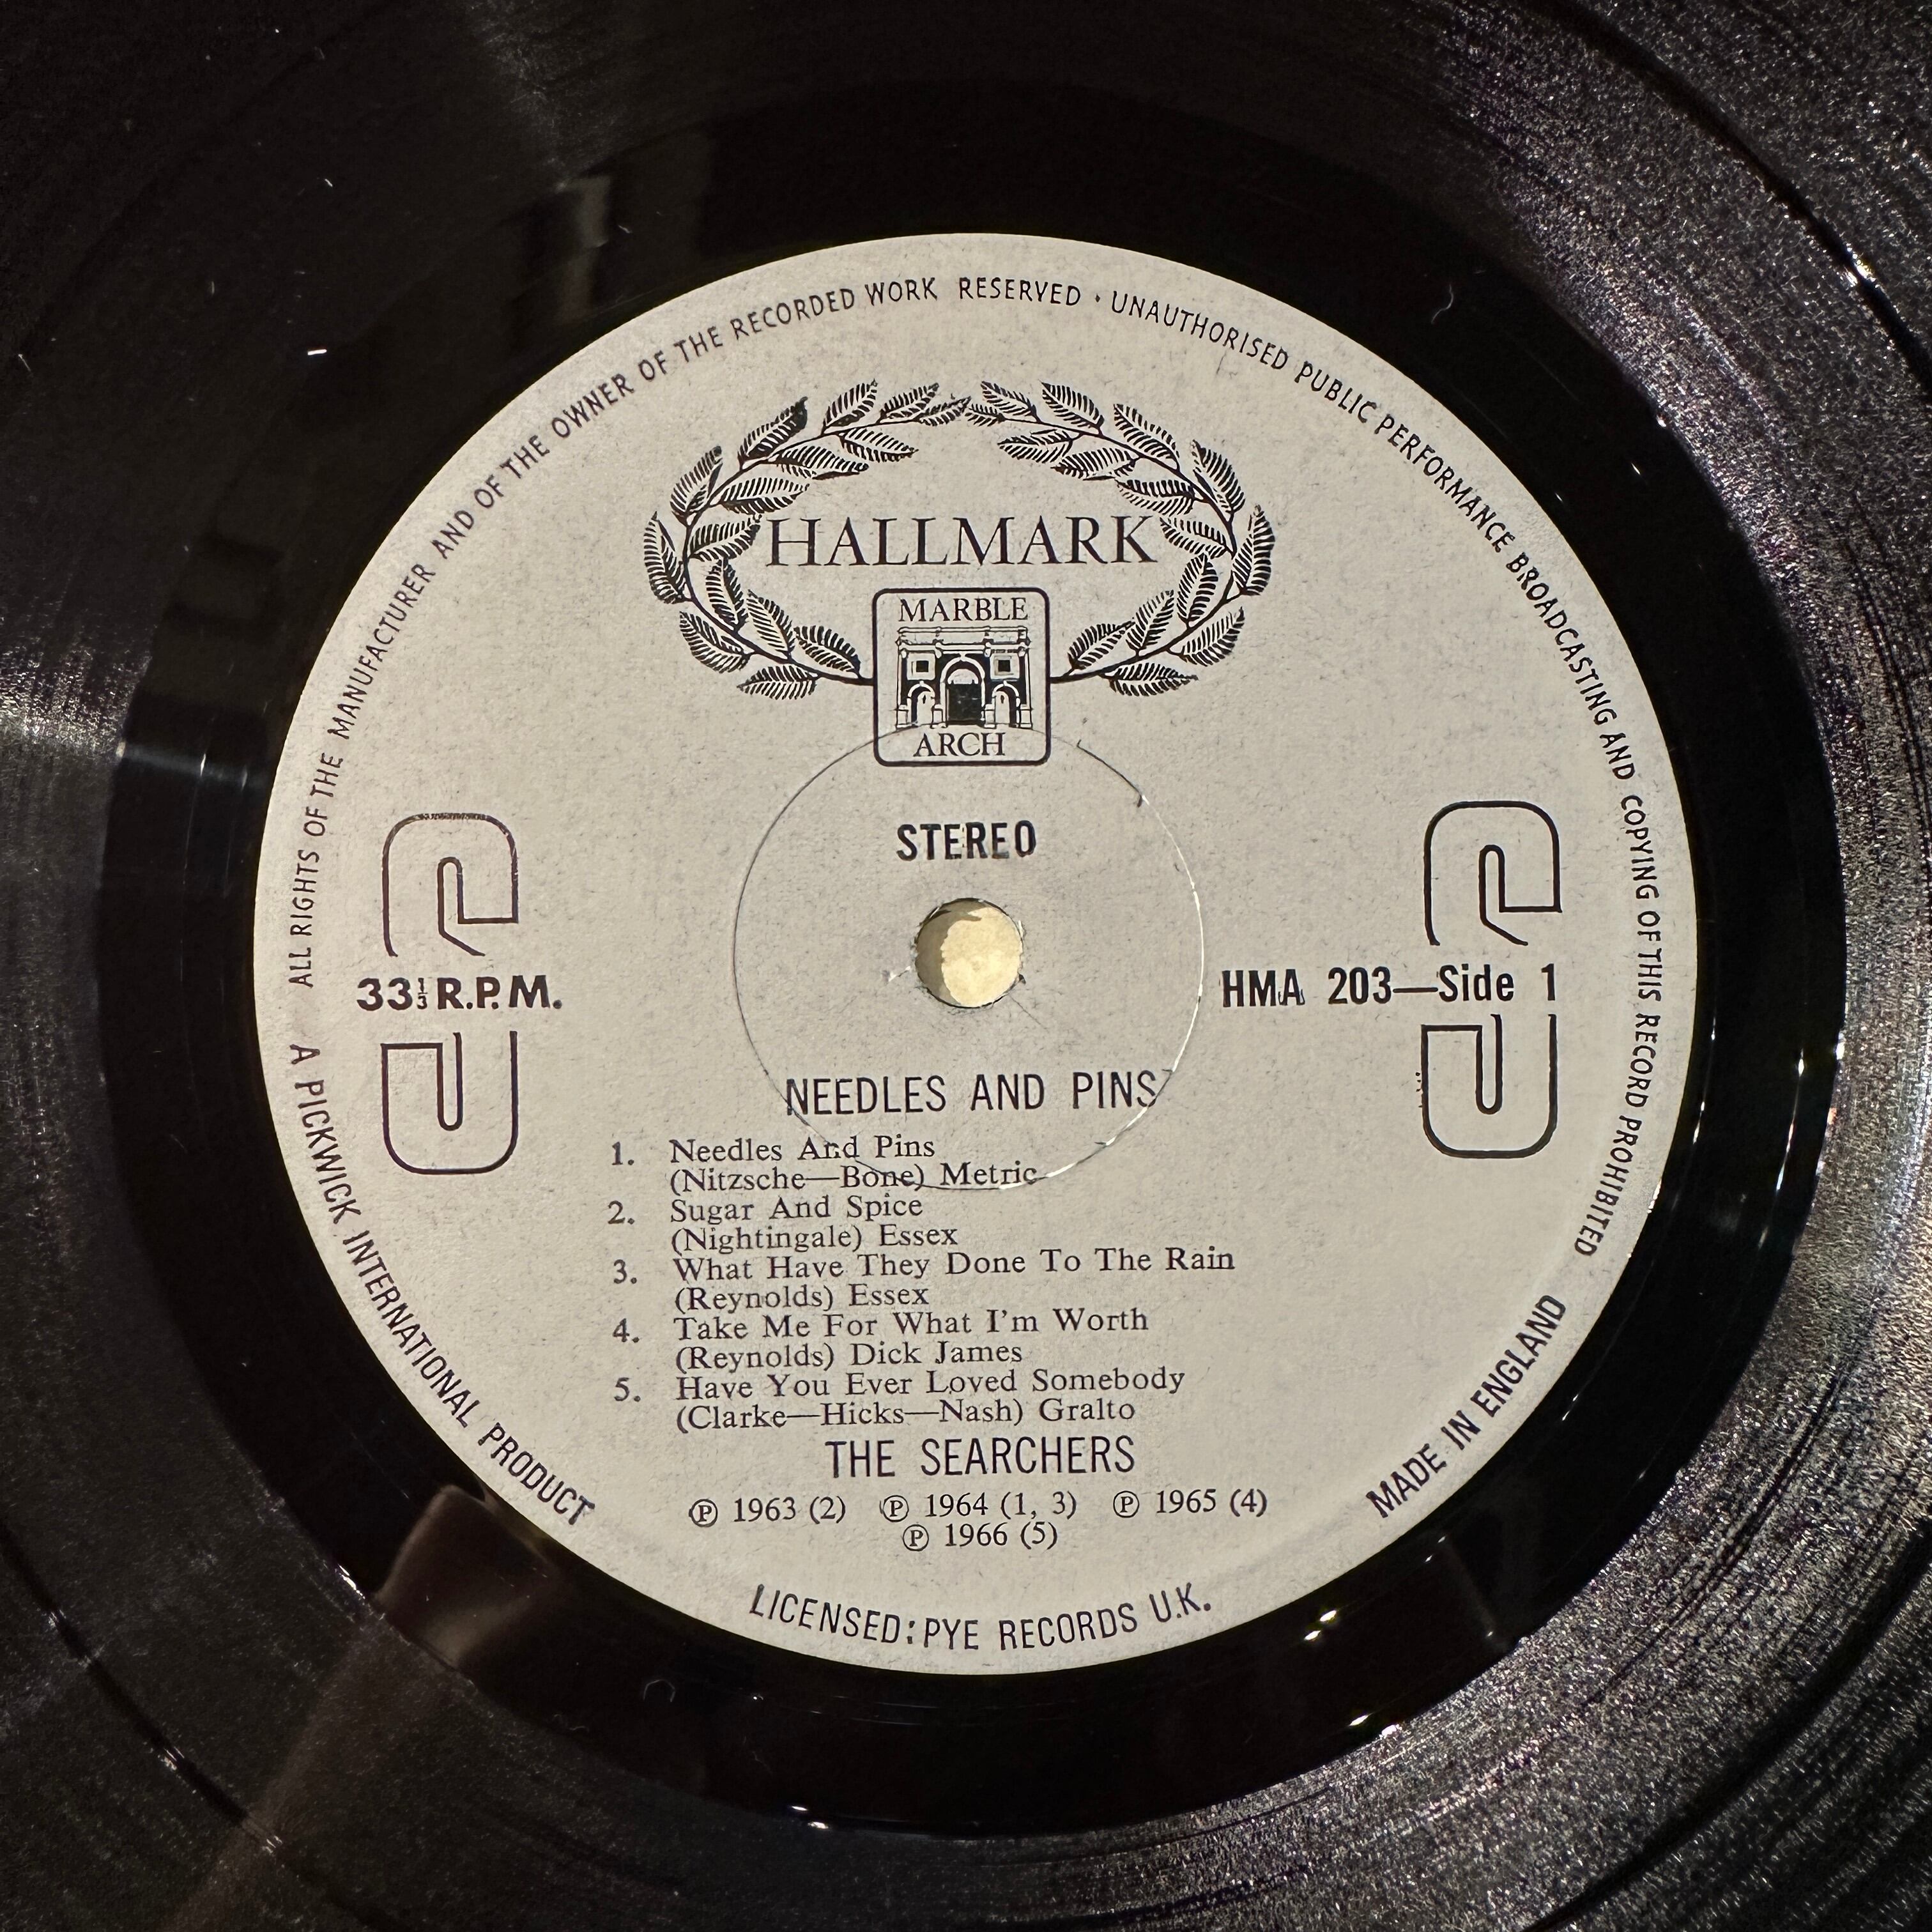 ALL RIGHTS OF THE MANUFACTURER AND OF THE OWNER OF THE RECORDED WORK RESERVED · UNAUTHORISED PUBLIC PERFORMANCE BROADCASTING AND COPYING OF THIS RECORD PROHIBITED
HALLMARK
MARBLE
ARCH
STEREO
33⅓ R.P.M.
HMA 203—Side 1
NEEDLES AND PINS
1. Needles And Pins
(Nitzsche—Bone) Metric
2. Sugar And Spice
(Nightingale) Essex
3. What Have They Done To The Rain
(Reynolds) Essex
4. Take Me For What I'm Worth
(Reynolds) Dick James
5. Have You Ever Loved Somebody
(Clarke—Hicks—Nash) Gralto
THE SEARCHERS
℗ 1963 (2) ℗ 1964 (1, 3) ℗ 1965 (4)
℗ 1966 (5)
A PICKWICK INTERNATIONAL PRODUCT
LICENSED: PYE RECORDS U.K.
MADE IN ENGLAND